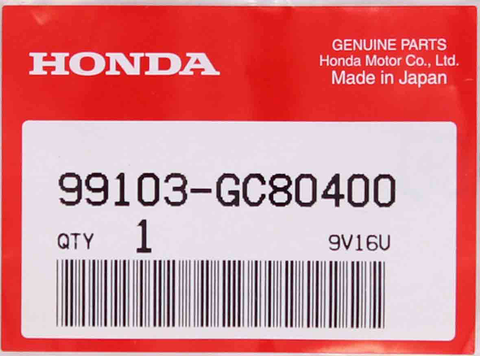 HONDA
GENUINE PARTS
Honda Motor Co., Ltd.
Made in Japan
99103-GC80400
QTY 1 9V16U